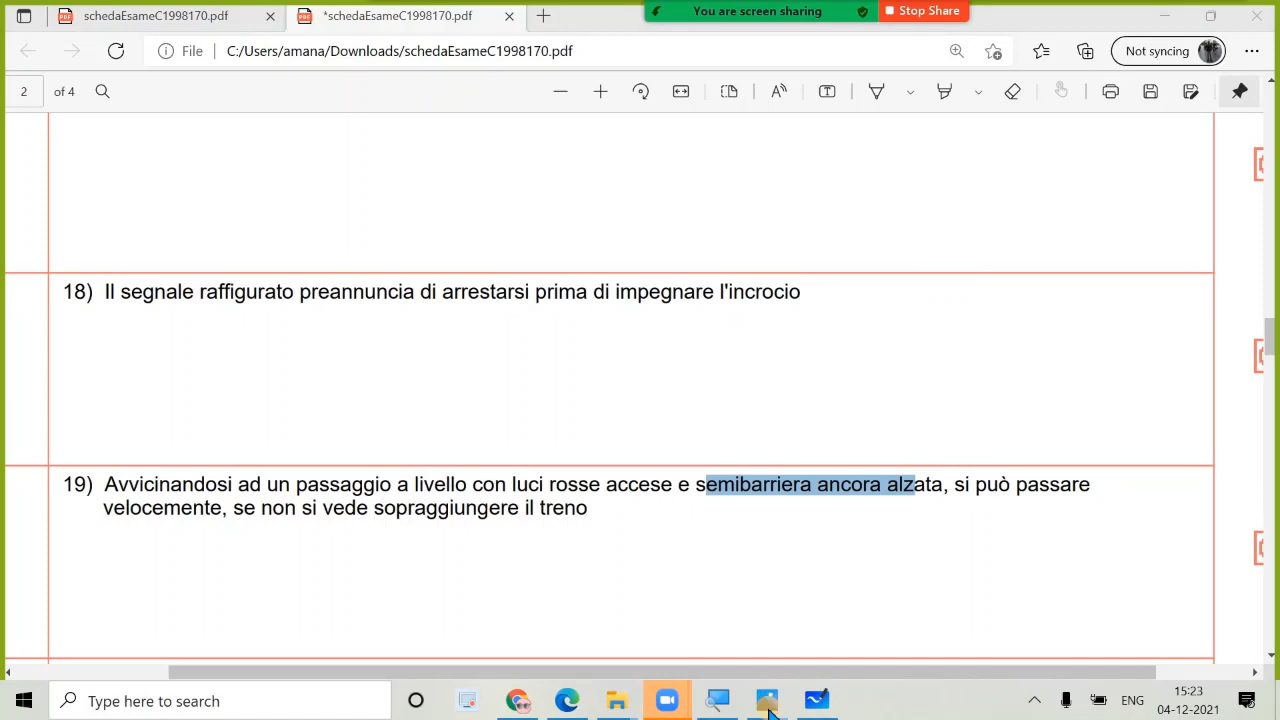 schedaEsameC1998170.pdf
*schedaEsameC1998170.pdf
You are screen sharing
Stop Share
File
C:/Users/amana/Downloads/schedaEsameC1998170.pdf
Not syncing
2 of 4
18) Il segnale raffigurato preannuncia di arrestarsi prima di impegnare l'incrocio
19) Avvicinandosi ad un passaggio a livello con luci rosse accese e semibarriera ancora alzata, si può passare
velocemente, se non si vede sopraggiungere il treno
Type here to search
ENG
15:23
04-12-2021